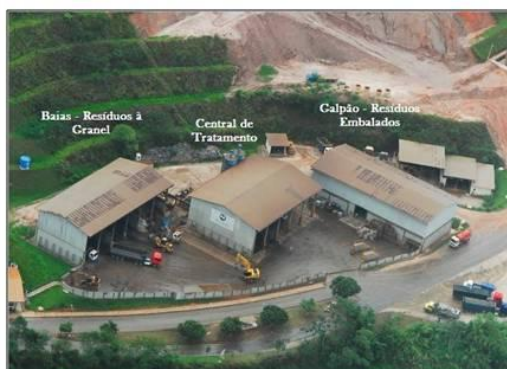 Baias - Resíduos à
Granel
Central de
Tratamento
Galpão - Resíduos
Embalados